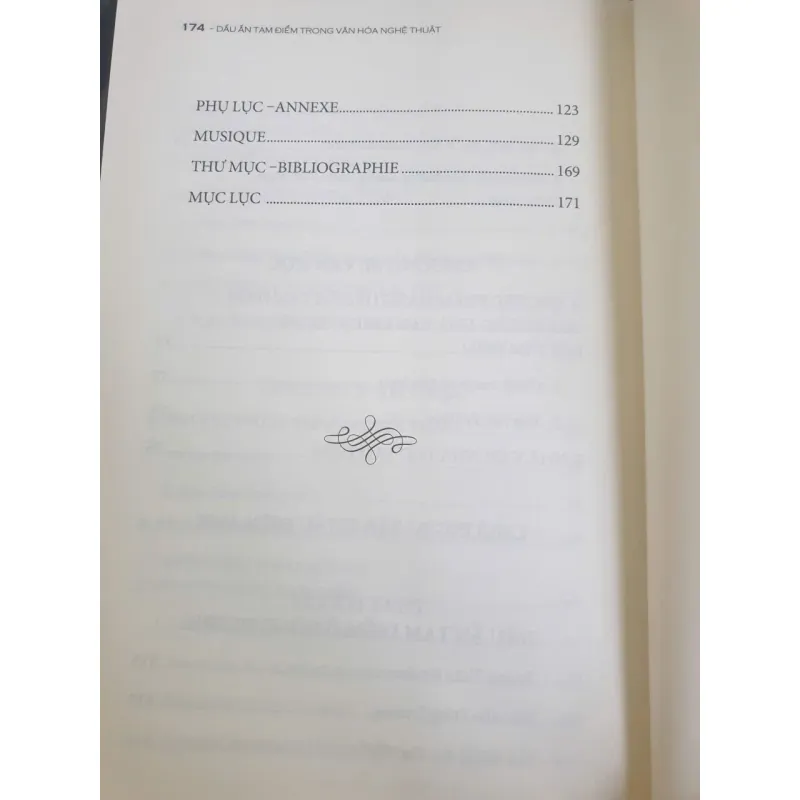 174 – DẤU ẤN TAM ĐIỂM TRONG VĂN HÓA NGHỆ THUẬT
PHỤ LỤC –ANNEXE.......................................................... 123
MUSIQUE.............................................................................. 129
THƯ MỤC –BIBLIOGRAPHIE......................................... 169
MỤC LỤC .............................................................................. 171